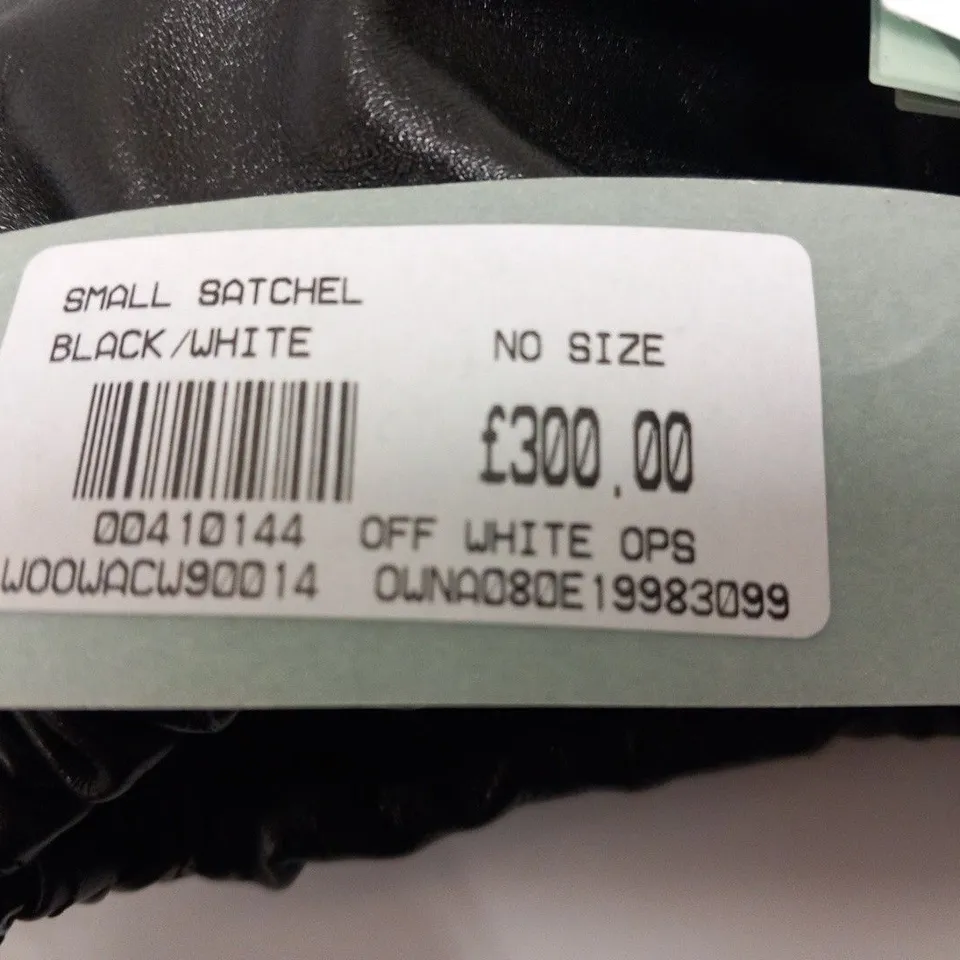 SMALL SATCHEL
BLACK/WHITE NO SIZE
£300.00
00410144 OFF WHITE OPS
WOOWACW90014 OWNA080E19983099